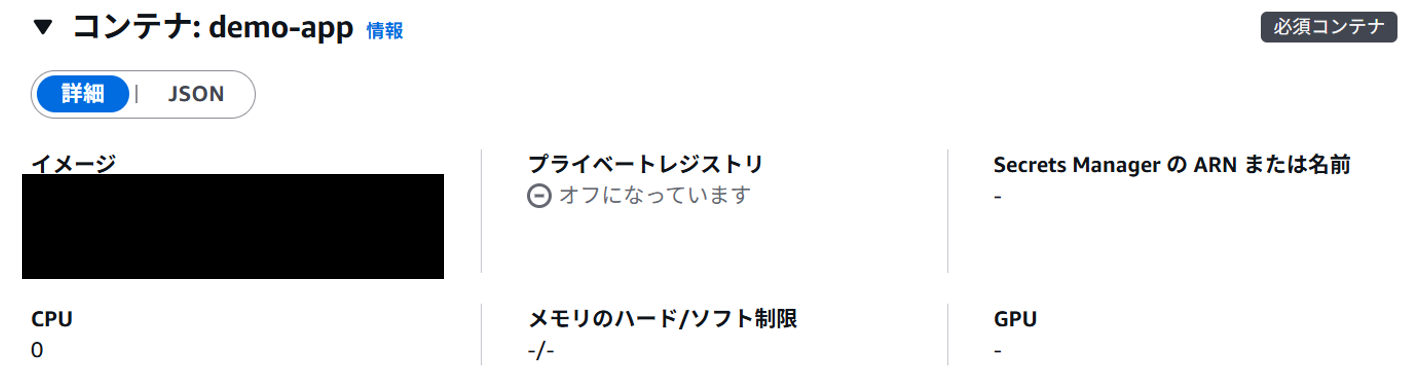 ▼ コンテナ: demo-app 情報 必須コンテナ
詳細 | JSON
イメージ プライベートレジストリ Secrets Manager の ARN または名前
オフになっています -
CPU メモリのハード/ソフト制限 GPU
0 -/- -